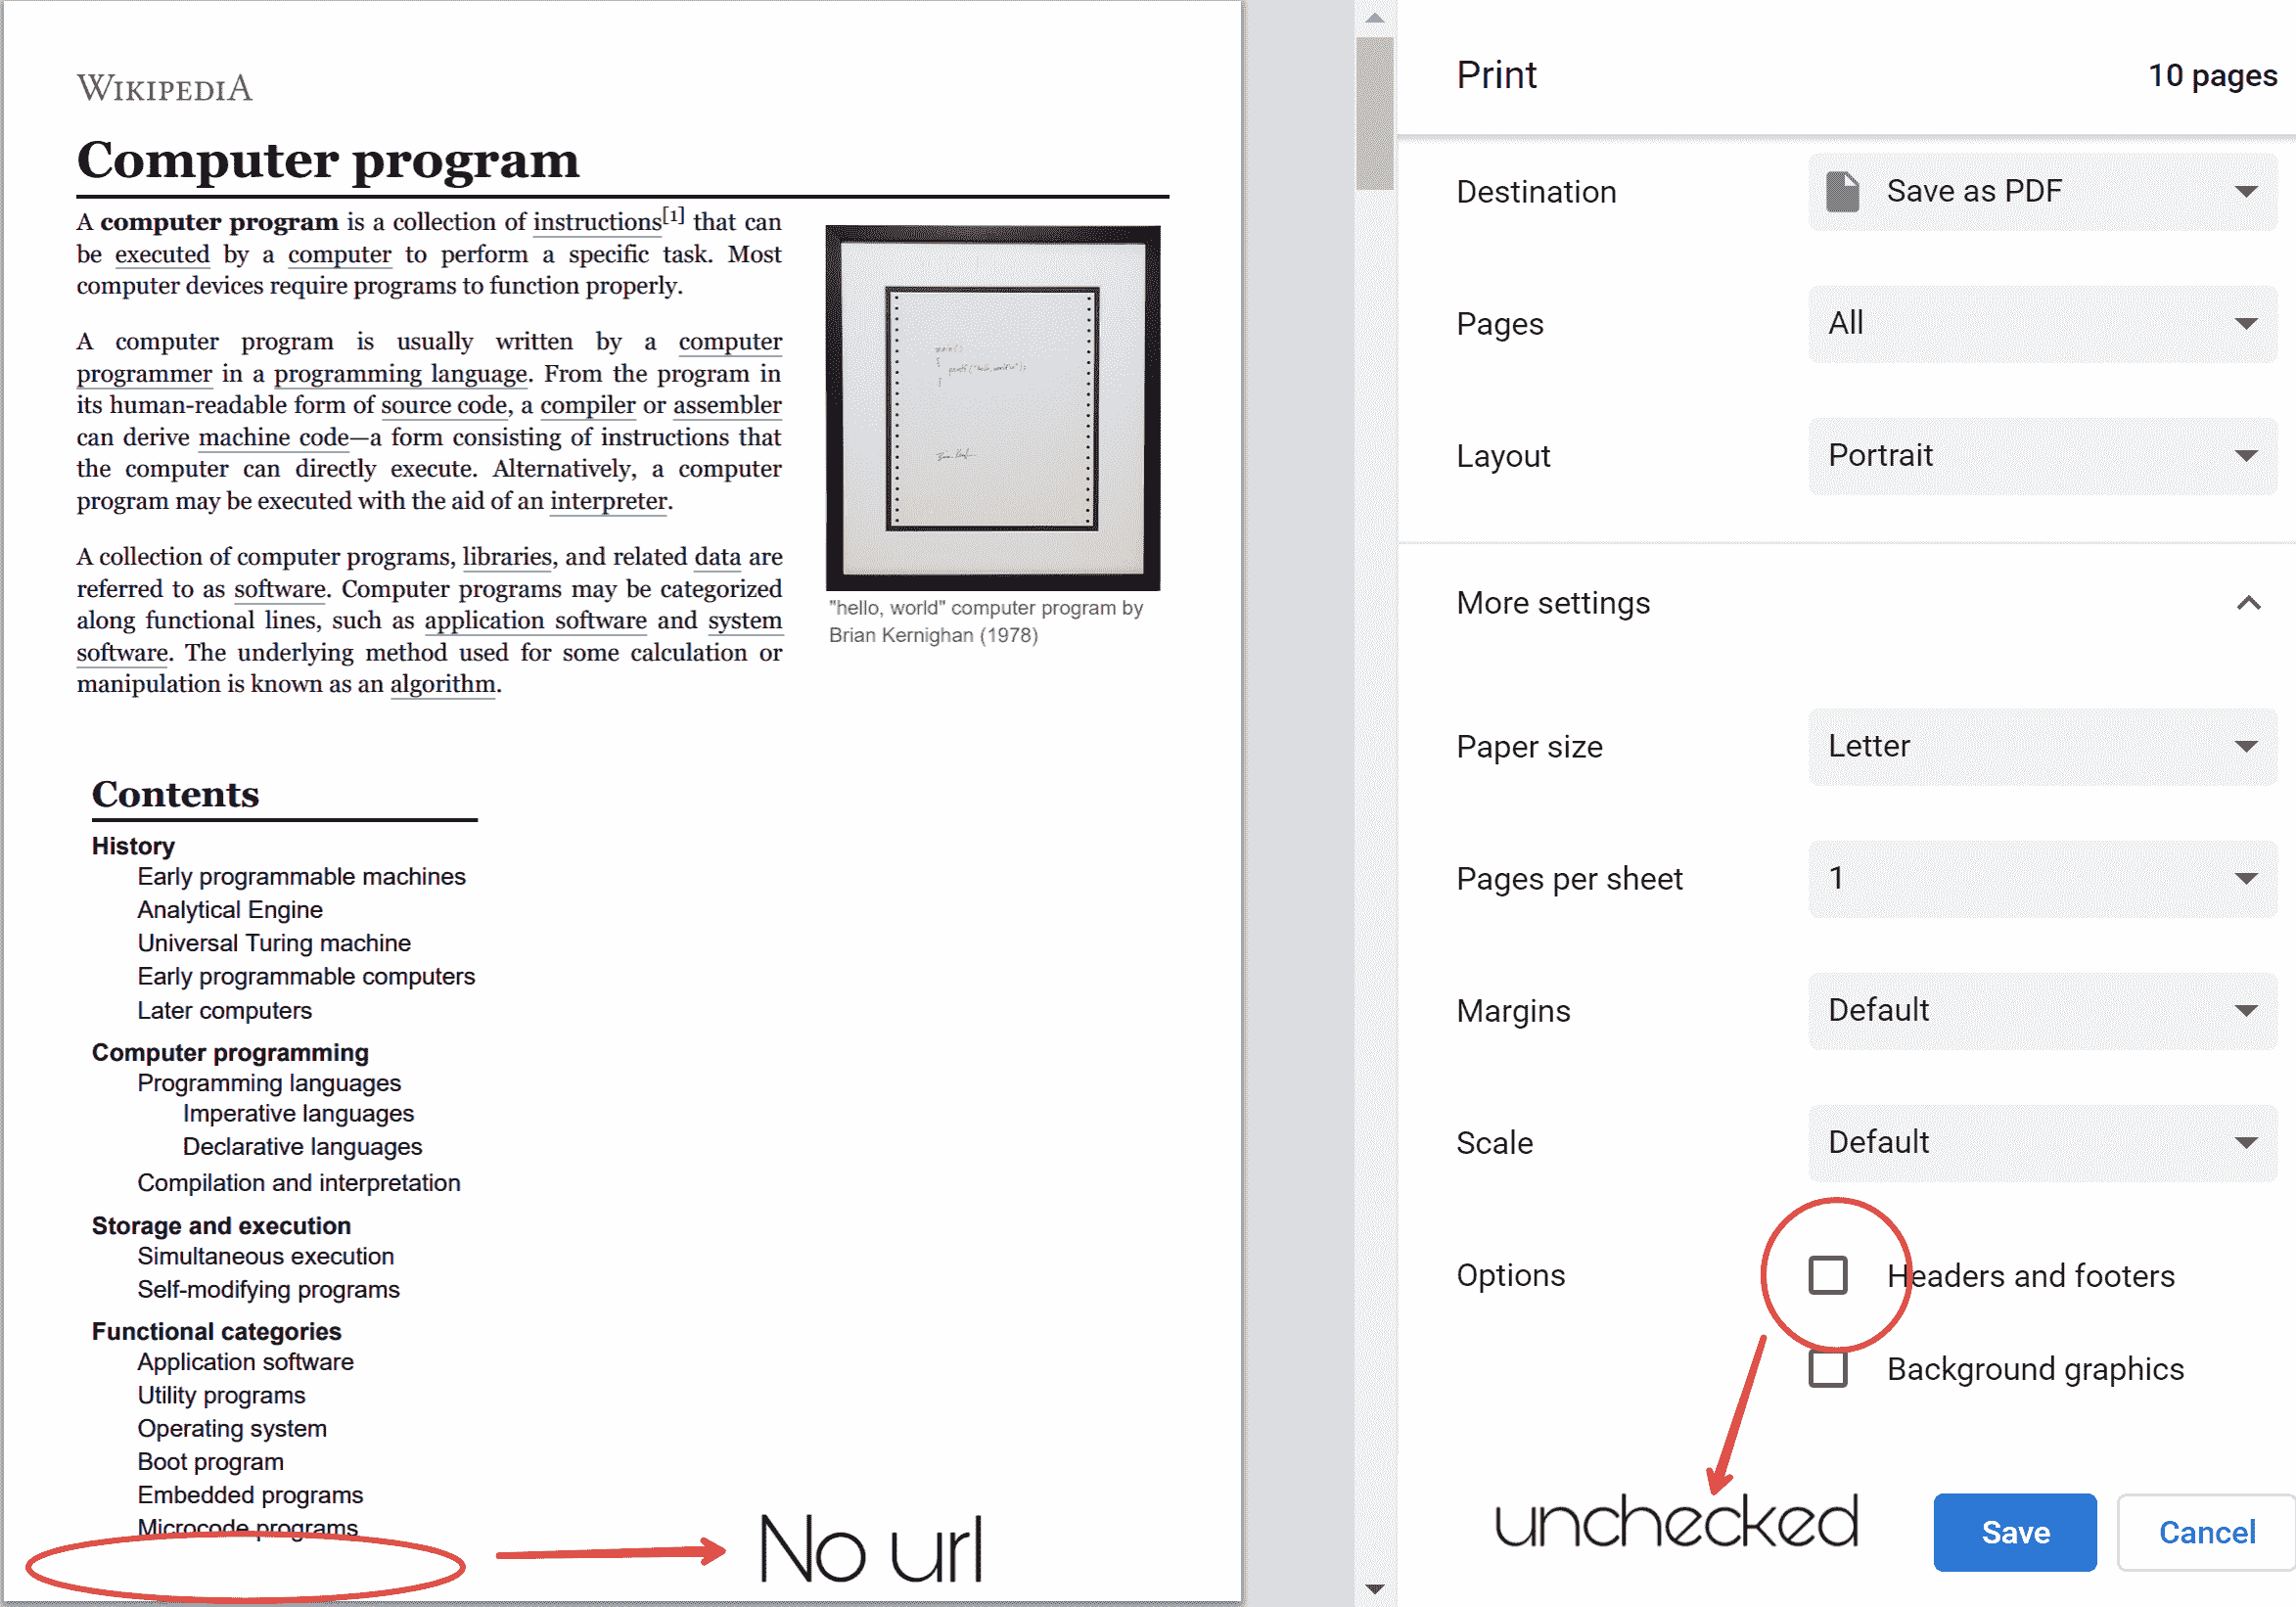 WIKIPEDIA
Computer program
A computer program is a collection of instructions[1] that can
be executed by a computer to perform a specific task. Most
computer devices require programs to function properly.
A computer program is usually written by a computer
programmer in a programming language. From the program in
its human-readable form of source code, a compiler or assembler
can derive machine code—a form consisting of instructions that
the computer can directly execute. Alternatively, a computer
program may be executed with the aid of an interpreter.
A collection of computer programs, libraries, and related data are
referred to as software. Computer programs may be categorized
along functional lines, such as application software and system
software. The underlying method used for some calculation or
manipulation is known as an algorithm.
"hello, world" computer program by
Brian Kernighan (1978)
Contents
History
Early programmable machines
Analytical Engine
Universal Turing machine
Early programmable computers
Later computers
Computer programming
Programming languages
Imperative languages
Declarative languages
Compilation and interpretation
Storage and execution
Simultaneous execution
Self-modifying programs
Functional categories
Application software
Utility programs
Operating system
Boot program
Embedded programs
Microcode programs
No url
Print
10 pages
Destination
Save as PDF
Pages
All
Layout
Portrait
More settings
Paper size
Letter
Pages per sheet
1
Margins
Default
Scale
Default
Options
Headers and footers
Background graphics
unchecked
Save
Cancel